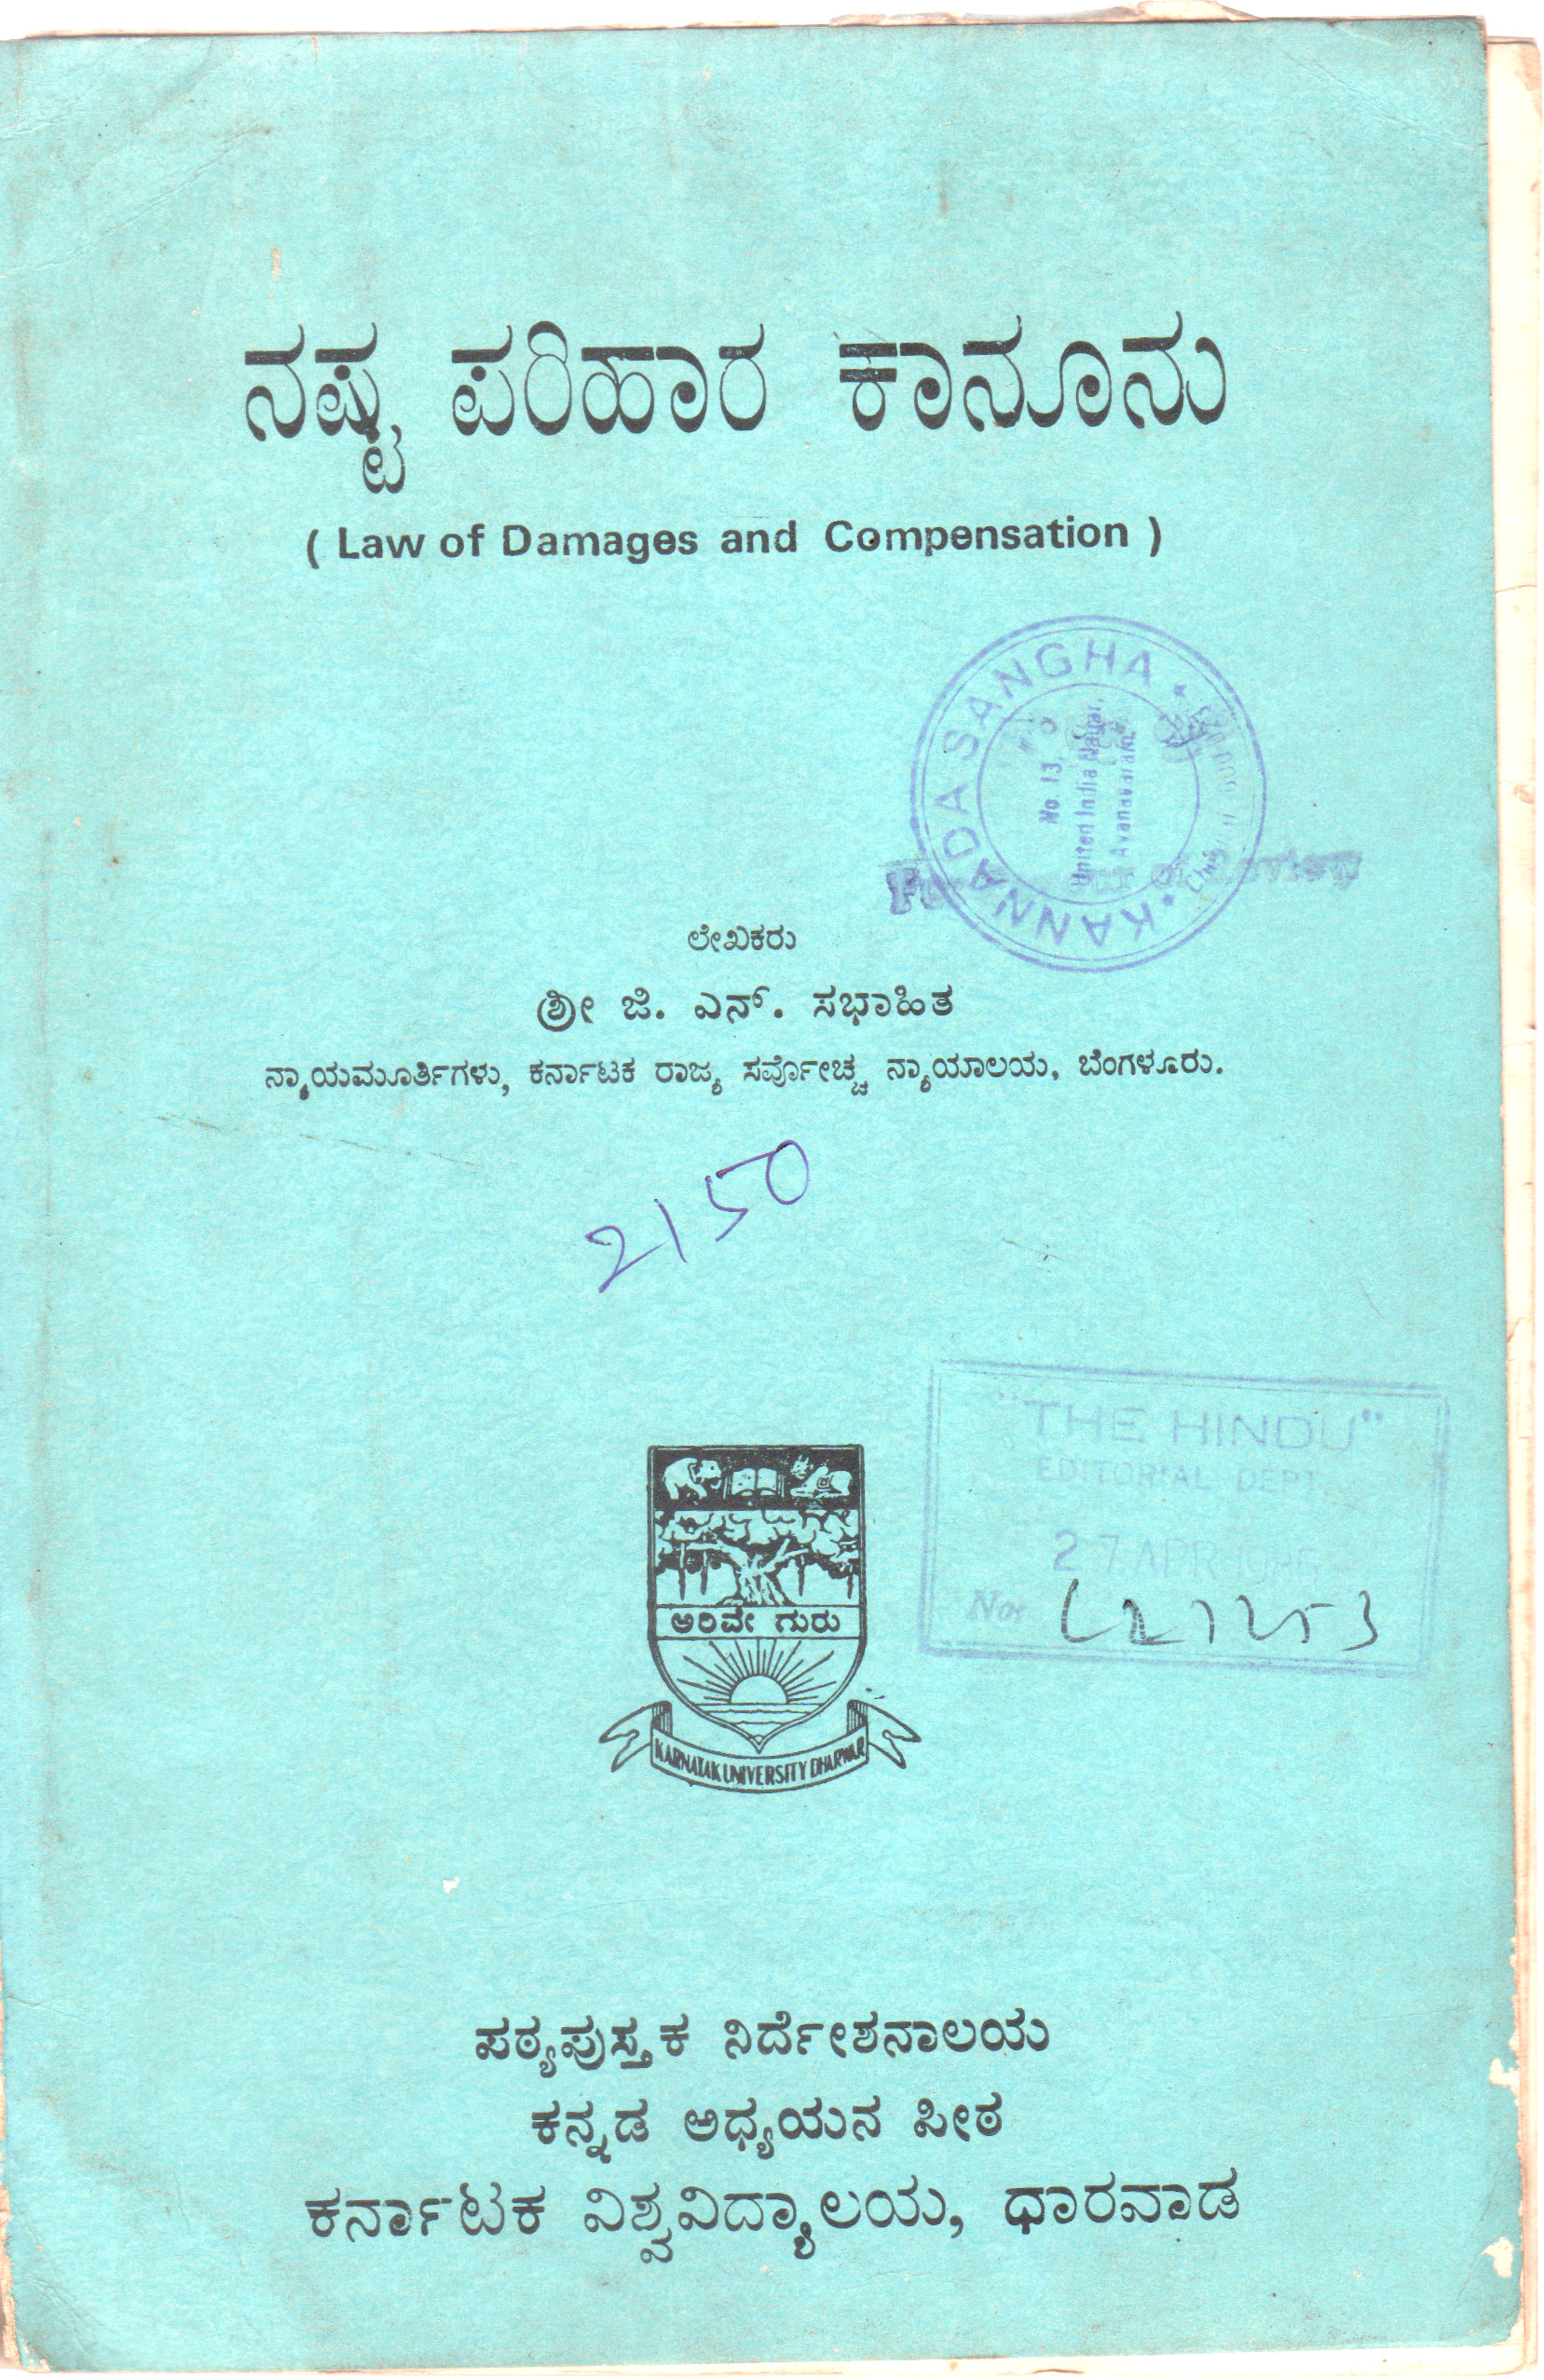 ನಷ್ಟ ಪರಿಹಾರ ಕಾನೂನು
( Law of Damages and Compensation )
KANNADA SANGHA
No. 13,
United India Nagar,
Ayanavaram,
ಲೇಖಕರು
ಶ್ರೀ ಜಿ. ಎನ್. ಸಭಾಹಿತ
ನ್ಯಾಯಮೂರ್ತಿಗಳು, ಕರ್ನಾಟಕ ರಾಜ್ಯ ಸರ್ವೋಚ್ಚ ನ್ಯಾಯಾಲಯ, ಬೆಂಗಳೂರು.
2150
"THE HINDU"
EDITORIAL DEPT.
27 APR
No.
ಅರಿವೇ ಗುರು
KARNATAK UNIVERSITY DHARWAR
ಪಠ್ಯಪುಸ್ತಕ ನಿರ್ದೇಶನಾಲಯ
ಕನ್ನಡ ಅಧ್ಯಯನ ಪೀಠ
ಕರ್ನಾಟಕ ವಿಶ್ವವಿದ್ಯಾಲಯ, ಧಾರವಾಡ